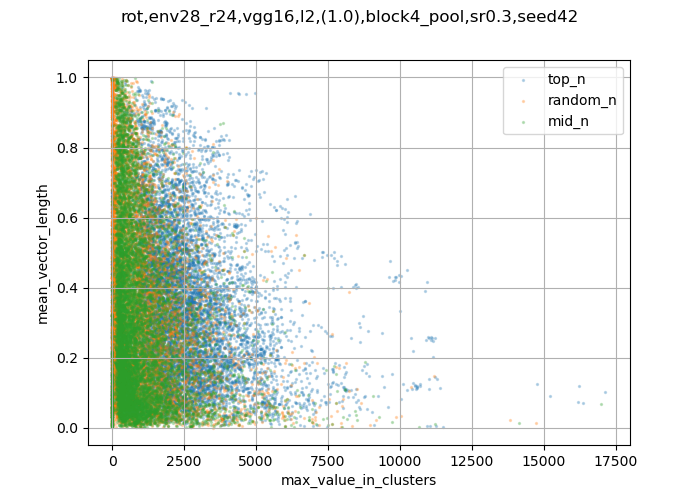 rot,env28_r24,vgg16,l2,(1.0),block4_pool,sr0.3,seed42
top_n
random_n
mid_n
1.0
0.8
0.6
0.4
0.2
0.0
mean_vector_length
0 2500 5000 7500 10000 12500 15000 17500
max_value_in_clusters